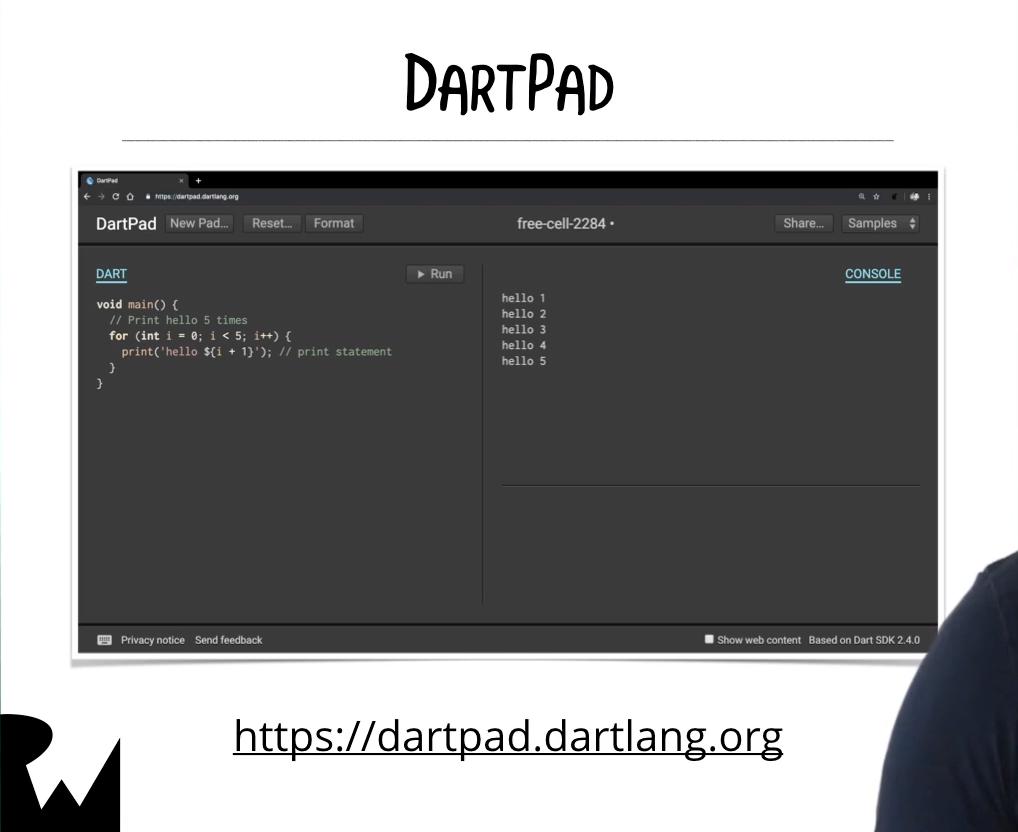 DARTPAD
DartPad
https://dartpad.dartlang.org
DartPad New Pad... Reset... Format free-cell-2284 • Share... Samples
DART Run CONSOLE
void main() {
  // Print hello 5 times
  for (int i = 0; i < 5; i++) {
    print('hello ${i + 1}'); // print statement
  }
}
hello 1
hello 2
hello 3
hello 4
hello 5
Privacy notice Send feedback Show web content Based on Dart SDK 2.4.0
https://dartpad.dartlang.org
RW